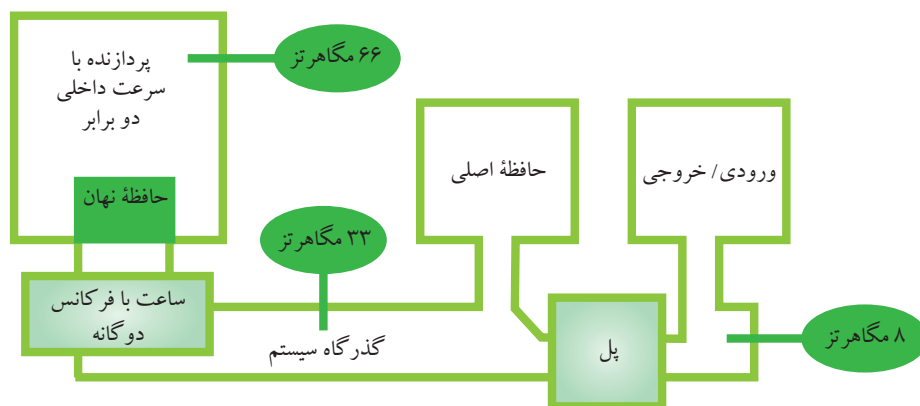 ۶۶ مگاهرتز
پردازنده با
سرعت داخلی
دو برابر
حافظهٔ نهان
حافظهٔ اصلی
ورودی/ خروجی
۳۳ مگاهرتز
ساعت با فرکانس
دوگانه
گذرگاه سیستم
پل
۸ مگاهرتز